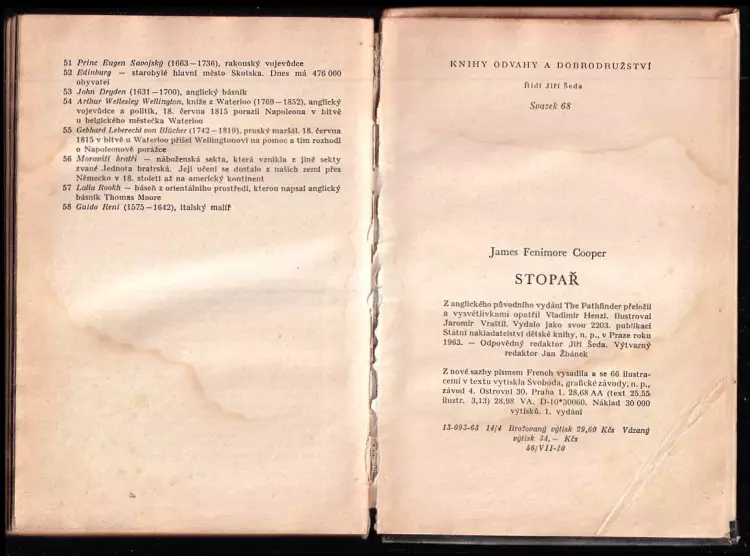 51 Princ Eugen Savojský (1663—1736), rakouský vojevůdce
52 Edinburg — starobylé hlavní město Skotska. Dnes má 476 000
obyvatel
53 John Dryden (1631—1700), anglický básník
54 Arthur Wellesley Wellington, kníže z Waterloo (1769—1852), anglický
vojevůdce a politik, 18. června 1815 porazil Napoleona v bitvě
u belgického městečka Waterloo
55 Gebhard Leberecht von Blücher (1742—1819), pruský maršál. 18. června
1815 v bitvě u Waterloo přišel Wellingtonovi na pomoc a tím rozhodl
o Napoleonově porážce
56 Moravští bratři — náboženská sekta, která vznikla z jiné sekty
zvané Jednota bratrská. Její učení se dostalo z našich zemí přes
Německo v 18. století až na americký kontinent
57 Lalla Rookh — báseň z orientálního prostředí, kterou napsal anglický
básník Thomas Moore
58 Guido Reni (1575—1642), italský malíř
KNIHY ODVAHY A DOBRODRUŽSTVÍ
Řídí Jiří Šeda
Svazek 68
James Fenimore Cooper
STOPAŘ
Z anglického původního vydání The Pathfinder přeložil
a vysvětlivkami opatřil Vladimír Henzl. Ilustroval
Jaromír Vraštil. Vydalo jako svou 2203. publikaci
Státní nakladatelství dětské knihy, n. p., v Praze roku
1963. — Odpovědný redaktor Jiří Šeda. Výtvarný
redaktor Jan Žbánek
Z nové sazby písmem French vysadila a se 66 ilustra-
cemi v textu vytiskla Svoboda, grafické závody, n. p.,
závod 4. Ostrovní 30. Praha 1. 28,68 AA (text 25,55
ilustr. 3,13) 28,98 VA. D-10*30060. Náklad 30 000
výtisků. 1. vydání
13-093-63 14/4 Brožovaný výtisk 29,60 Kčs Vázaný
výtisk 34,— Kčs
56/VII-10